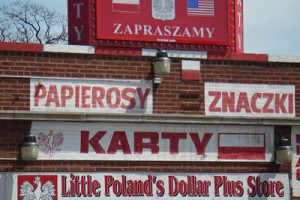 ZAPRASZAMY
PAPIEROSY
ZNACZKI
KARTY
Little Poland's Dollar Plus Store